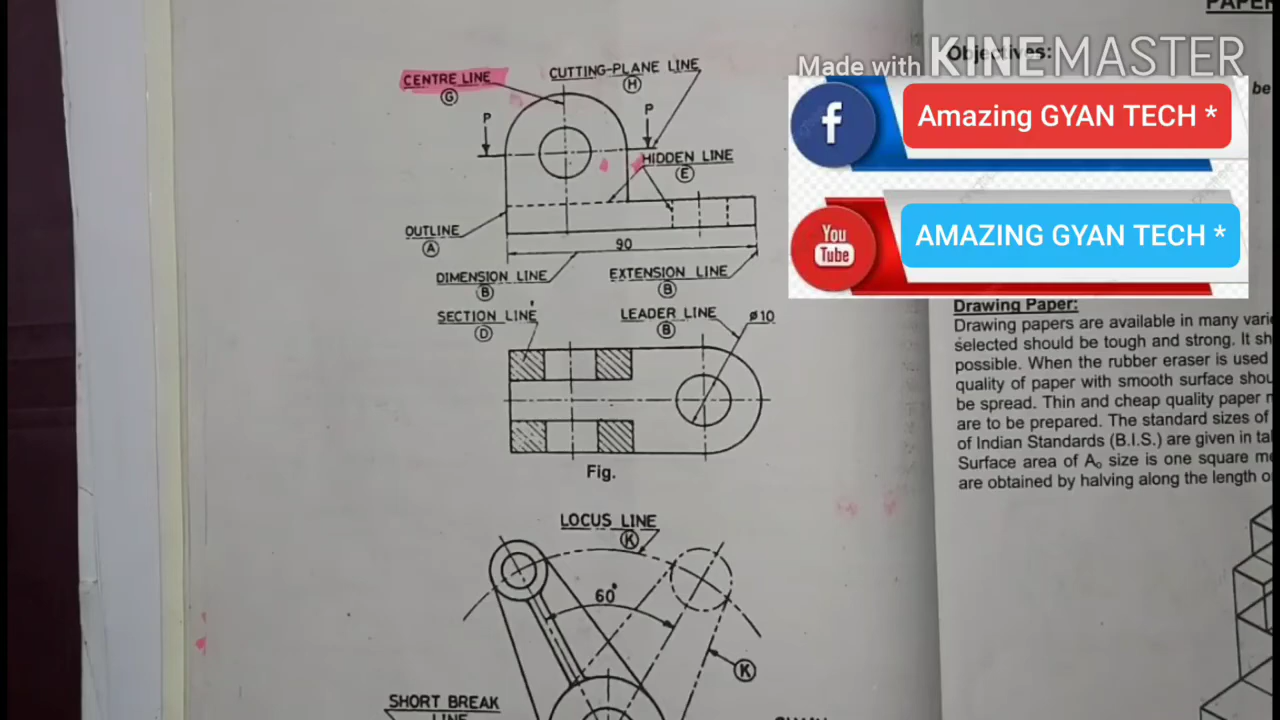 PAPER
Made with KINEMASTER
Objectives:
be
Amazing GYAN TECH *
You
Tube
AMAZING GYAN TECH *
CENTRE LINE
G
CUTTING-PLANE LINE
H
P
P
HIDDEN LINE
E
OUTLINE
A
90
DIMENSION LINE
B
EXTENSION LINE
B
SECTION LINE
D
LEADER LINE
B
ø10
Fig.
LOCUS LINE
K
60°
K
SHORT BREAK
LINE
Drawing Paper:
Drawing papers are available in many
selected should be tough and strong. It
possible. When the rubber eraser is used
quality of paper with smooth surface
be spread. Thin and cheap quality paper
are to be prepared. The standard sizes of
of Indian Standards (B.I.S.) are given in
Surface area of A₀ size is one square
are obtained by halving along the length